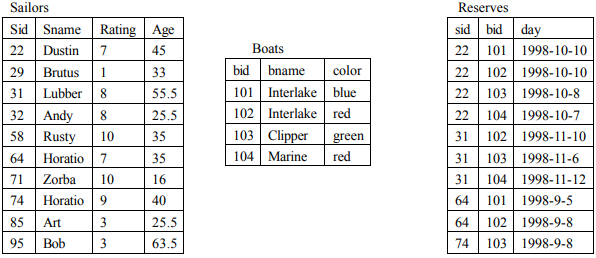 Sailors
Sid Sname Rating Age
22 Dustin 7 45
29 Brutus 1 33
31 Lubber 8 55.5
32 Andy 8 25.5
58 Rusty 10 35
64 Horatio 7 35
71 Zorba 10 16
74 Horatio 9 40
85 Art 3 25.5
95 Bob 3 63.5
Boats
bid bname color
101 Interlake blue
102 Interlake red
103 Clipper green
104 Marine red
Reserves
sid bid day
22 101 1998-10-10
22 102 1998-10-10
22 103 1998-10-8
22 104 1998-10-7
31 102 1998-11-10
31 103 1998-11-6
31 104 1998-11-12
64 101 1998-9-5
64 102 1998-9-8
74 103 1998-9-8